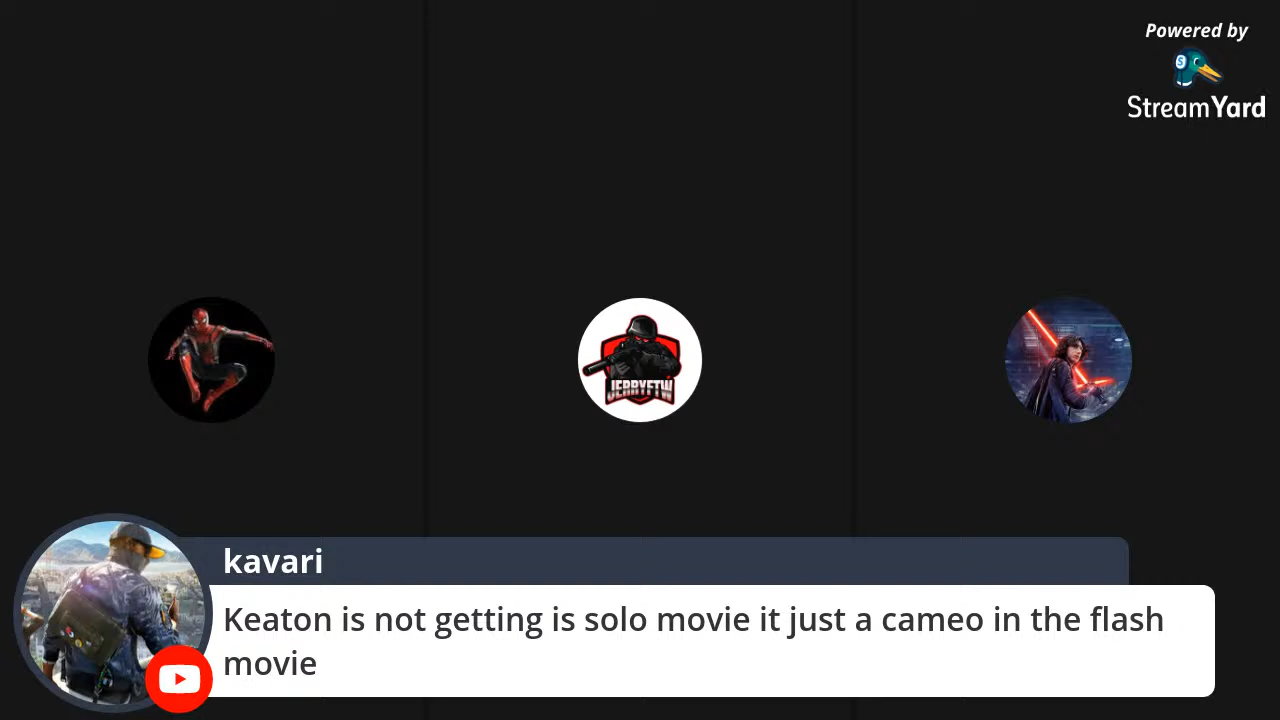 Powered by
StreamYard
JERRYFTW
kavari
Keaton is not getting is solo movie it just a cameo in the flash
movie